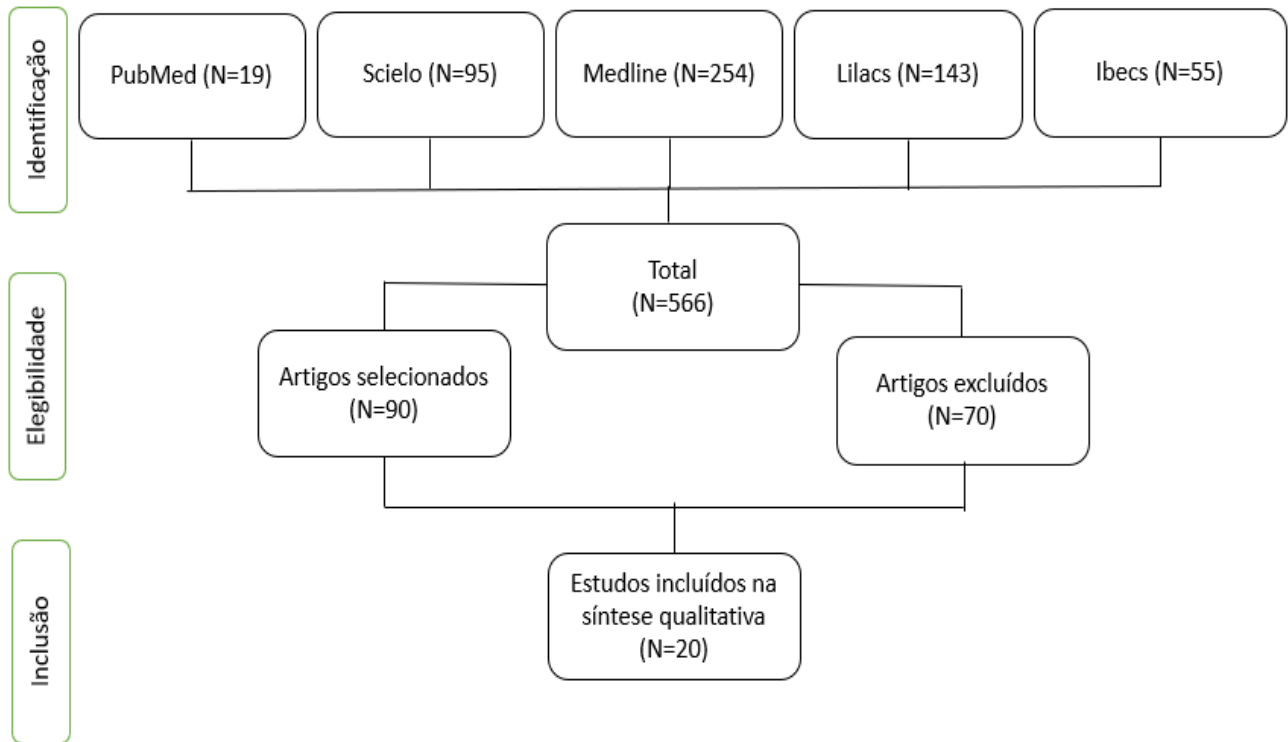 Identificação
PubMed (N=19)
Scielo (N=95)
Medline (N=254)
Lilacs (N=143)
Ibecs (N=55)
Elegibilidade
Total
(N=566)
Artigos selecionados
(N=90)
Artigos excluídos
(N=70)
Inclusão
Estudos incluídos na
síntese qualitativa
(N=20)